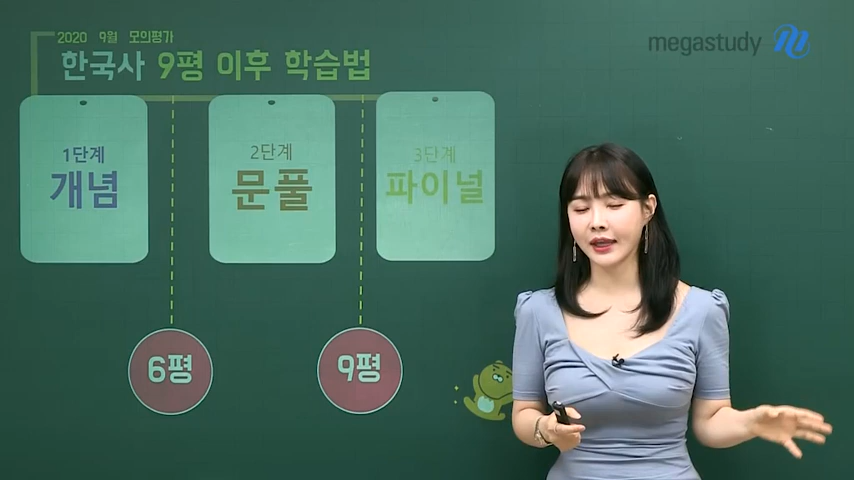 2020 9월 모의평가
megastudy
한국사 9평 이후 학습법
1단계
개념
2단계
문풀
3단계
파이널
6평
9평